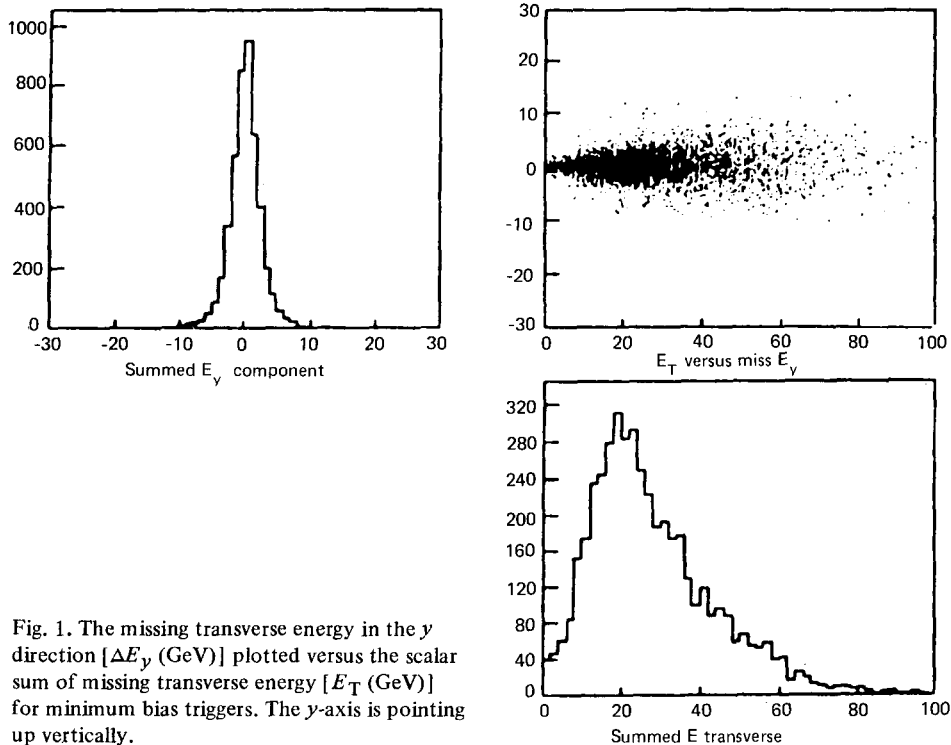 1000
800
600
400
200
0
-30 -20 -10 0 10 20 30
Summed E_y component
30
20
10
0
-10
-20
-30
0 20 40 60 80 100
E_T versus miss E_y
320
280
240
200
160
120
80
40
0
0 20 40 60 80 100
Summed E transverse
Fig. 1. The missing transverse energy in the y
direction [ΔE_y (GeV)] plotted versus the scalar
sum of missing transverse energy [E_T (GeV)]
for minimum bias triggers. The y-axis is pointing
up vertically.